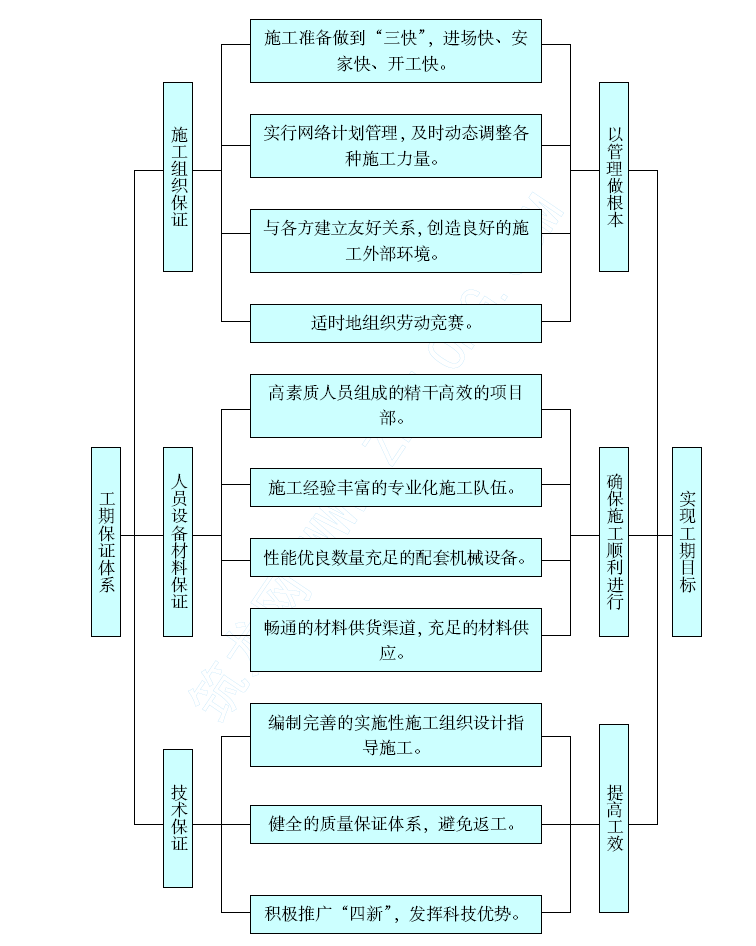 工期保证体系
施工组织保证
施工准备做到“三快”，进场快、安
家快、开工快。
实行网络计划管理，及时动态调整各
种施工力量。
与各方建立友好关系，创造良好的施
工外部环境。
适时地组织劳动竞赛。
以管理做根本
人员设备材料保证
高素质人员组成的精干高效的项目
部。
施工经验丰富的专业化施工队伍。
性能优良数量充足的配套机械设备。
畅通的材料供货渠道，充足的材料供
应。
确保施工顺利进行
技术保证
编制完善的实施性施工组织设计指
导施工。
健全的质量保证体系，避免返工。
积极推广“四新”，发挥科技优势。
提高工效
实现工期目标